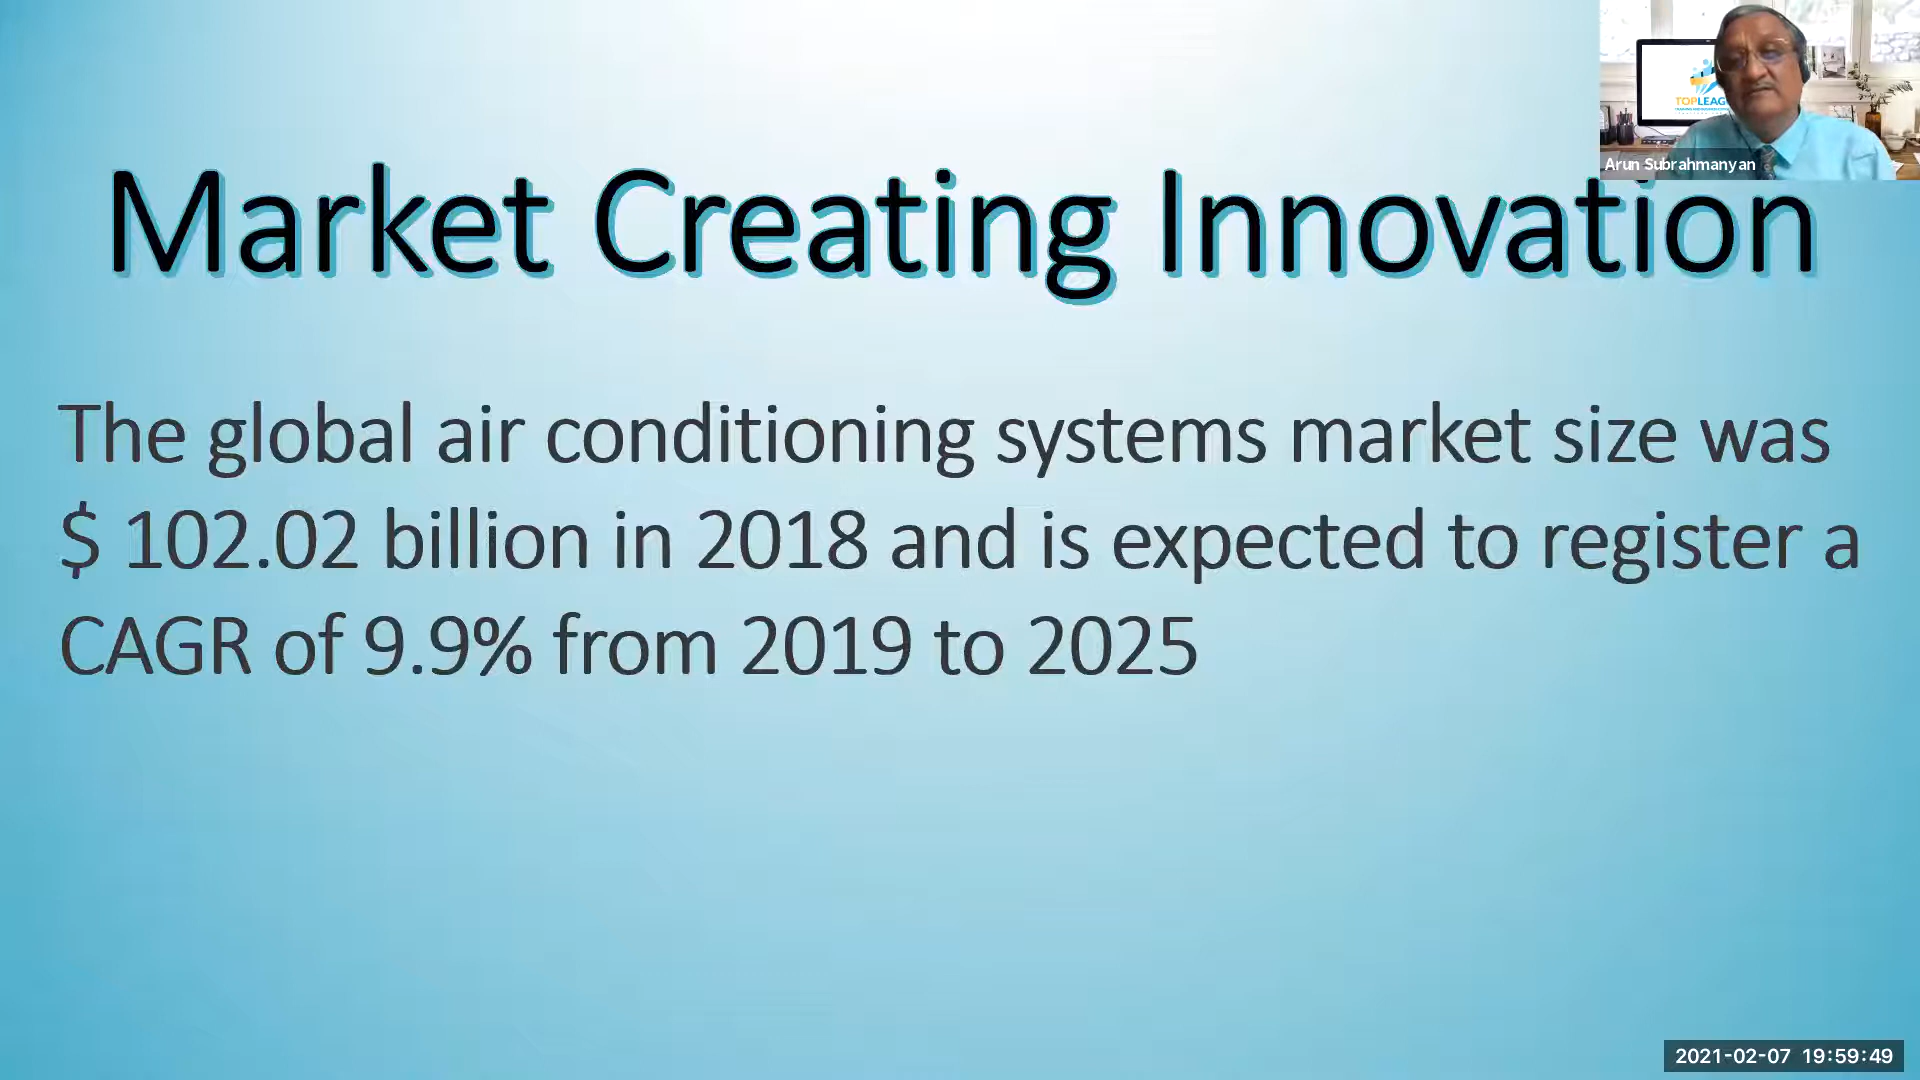 TOPLEAG
Arun Subrahmanyan
Market Creating Innovation
The global air conditioning systems market size was
$ 102.02 billion in 2018 and is expected to register a
CAGR of 9.9% from 2019 to 2025
2021-02-07 19:59:49